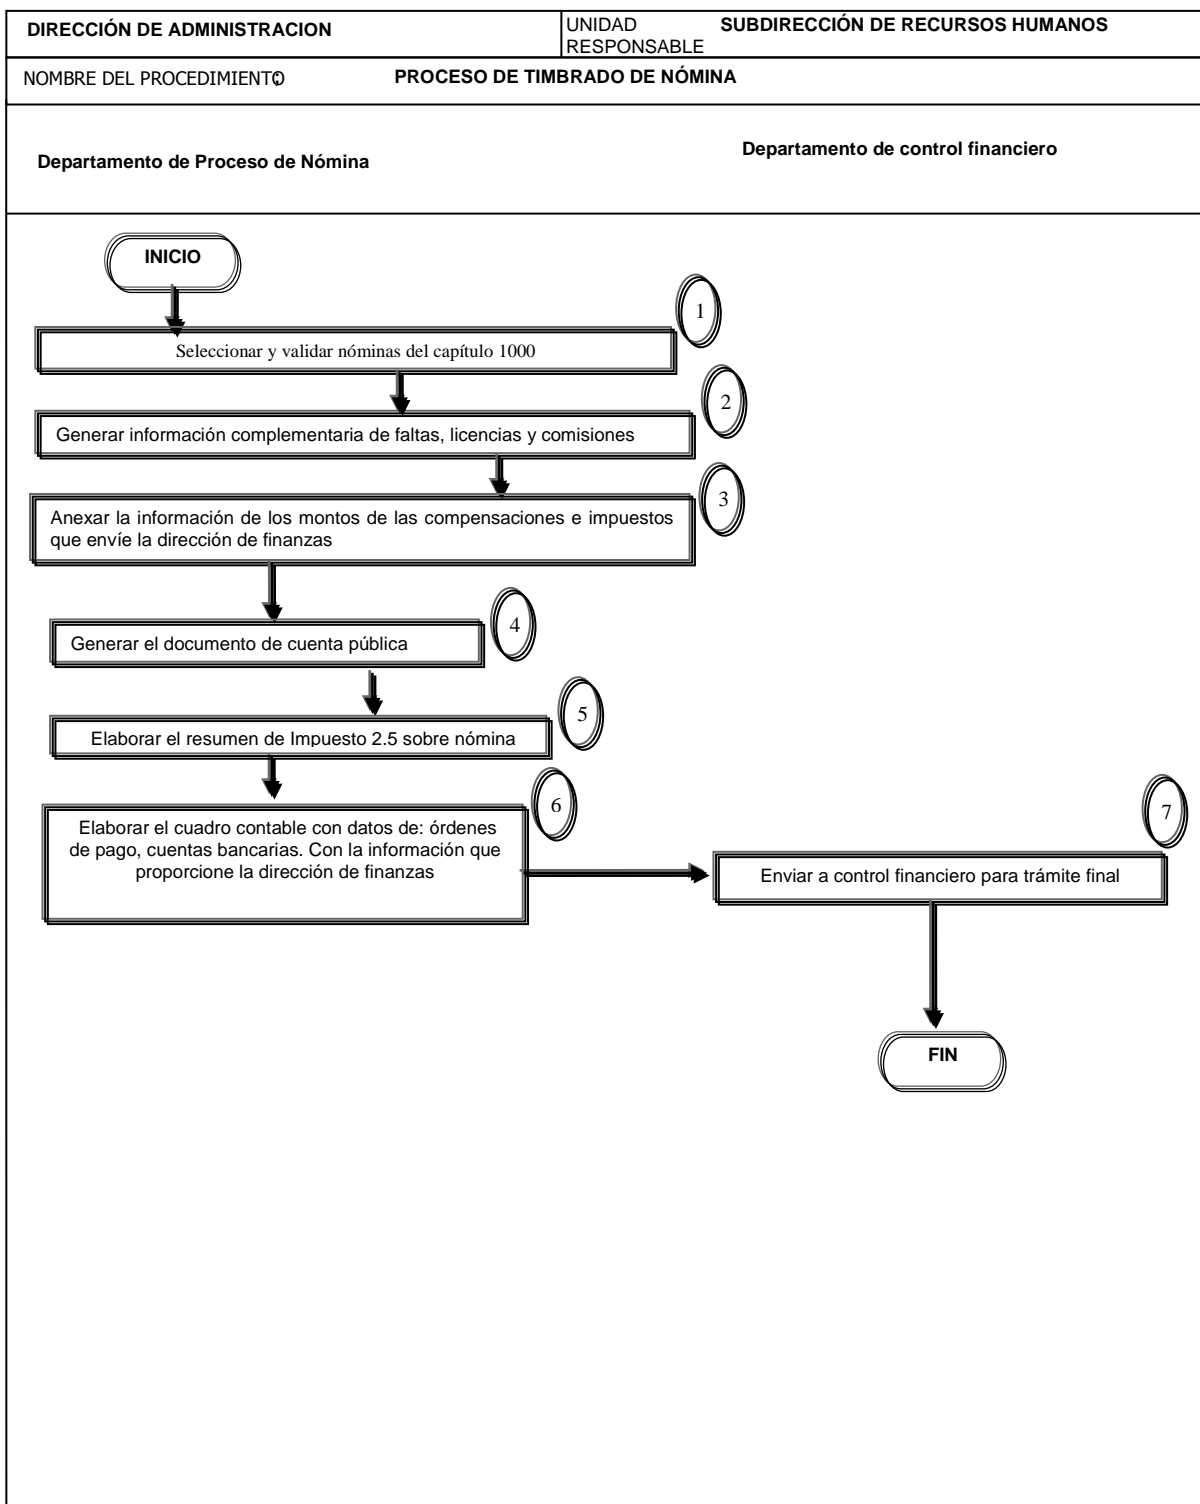 DIRECCIÓN DE ADMINISTRACION
UNIDAD RESPONSABLE
SUBDIRECCIÓN DE RECURSOS HUMANOS
NOMBRE DEL PROCEDIMIENTO:
PROCESO DE TIMBRADO DE NÓMINA
Departamento de Proceso de Nómina
Departamento de control financiero
INICIO
1
Seleccionar y validar nóminas del capítulo 1000
2
Generar información complementaria de faltas, licencias y comisiones
3
Anexar la información de los montos de las compensaciones e impuestos
que envíe la dirección de finanzas
4
Generar el documento de cuenta pública
5
Elaborar el resumen de Impuesto 2.5 sobre nómina
6
Elaborar el cuadro contable con datos de: órdenes
de pago, cuentas bancarias. Con la información que
proporcione la dirección de finanzas
7
Enviar a control financiero para trámite final
FIN